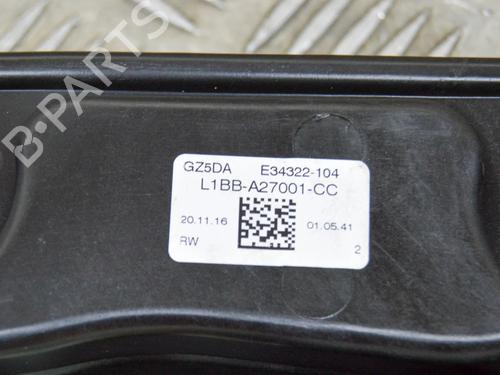 B-PARTS
GZ5DA E34322-104
L1BB-A27001-CC
20.11.16 01.05.41
RW 2